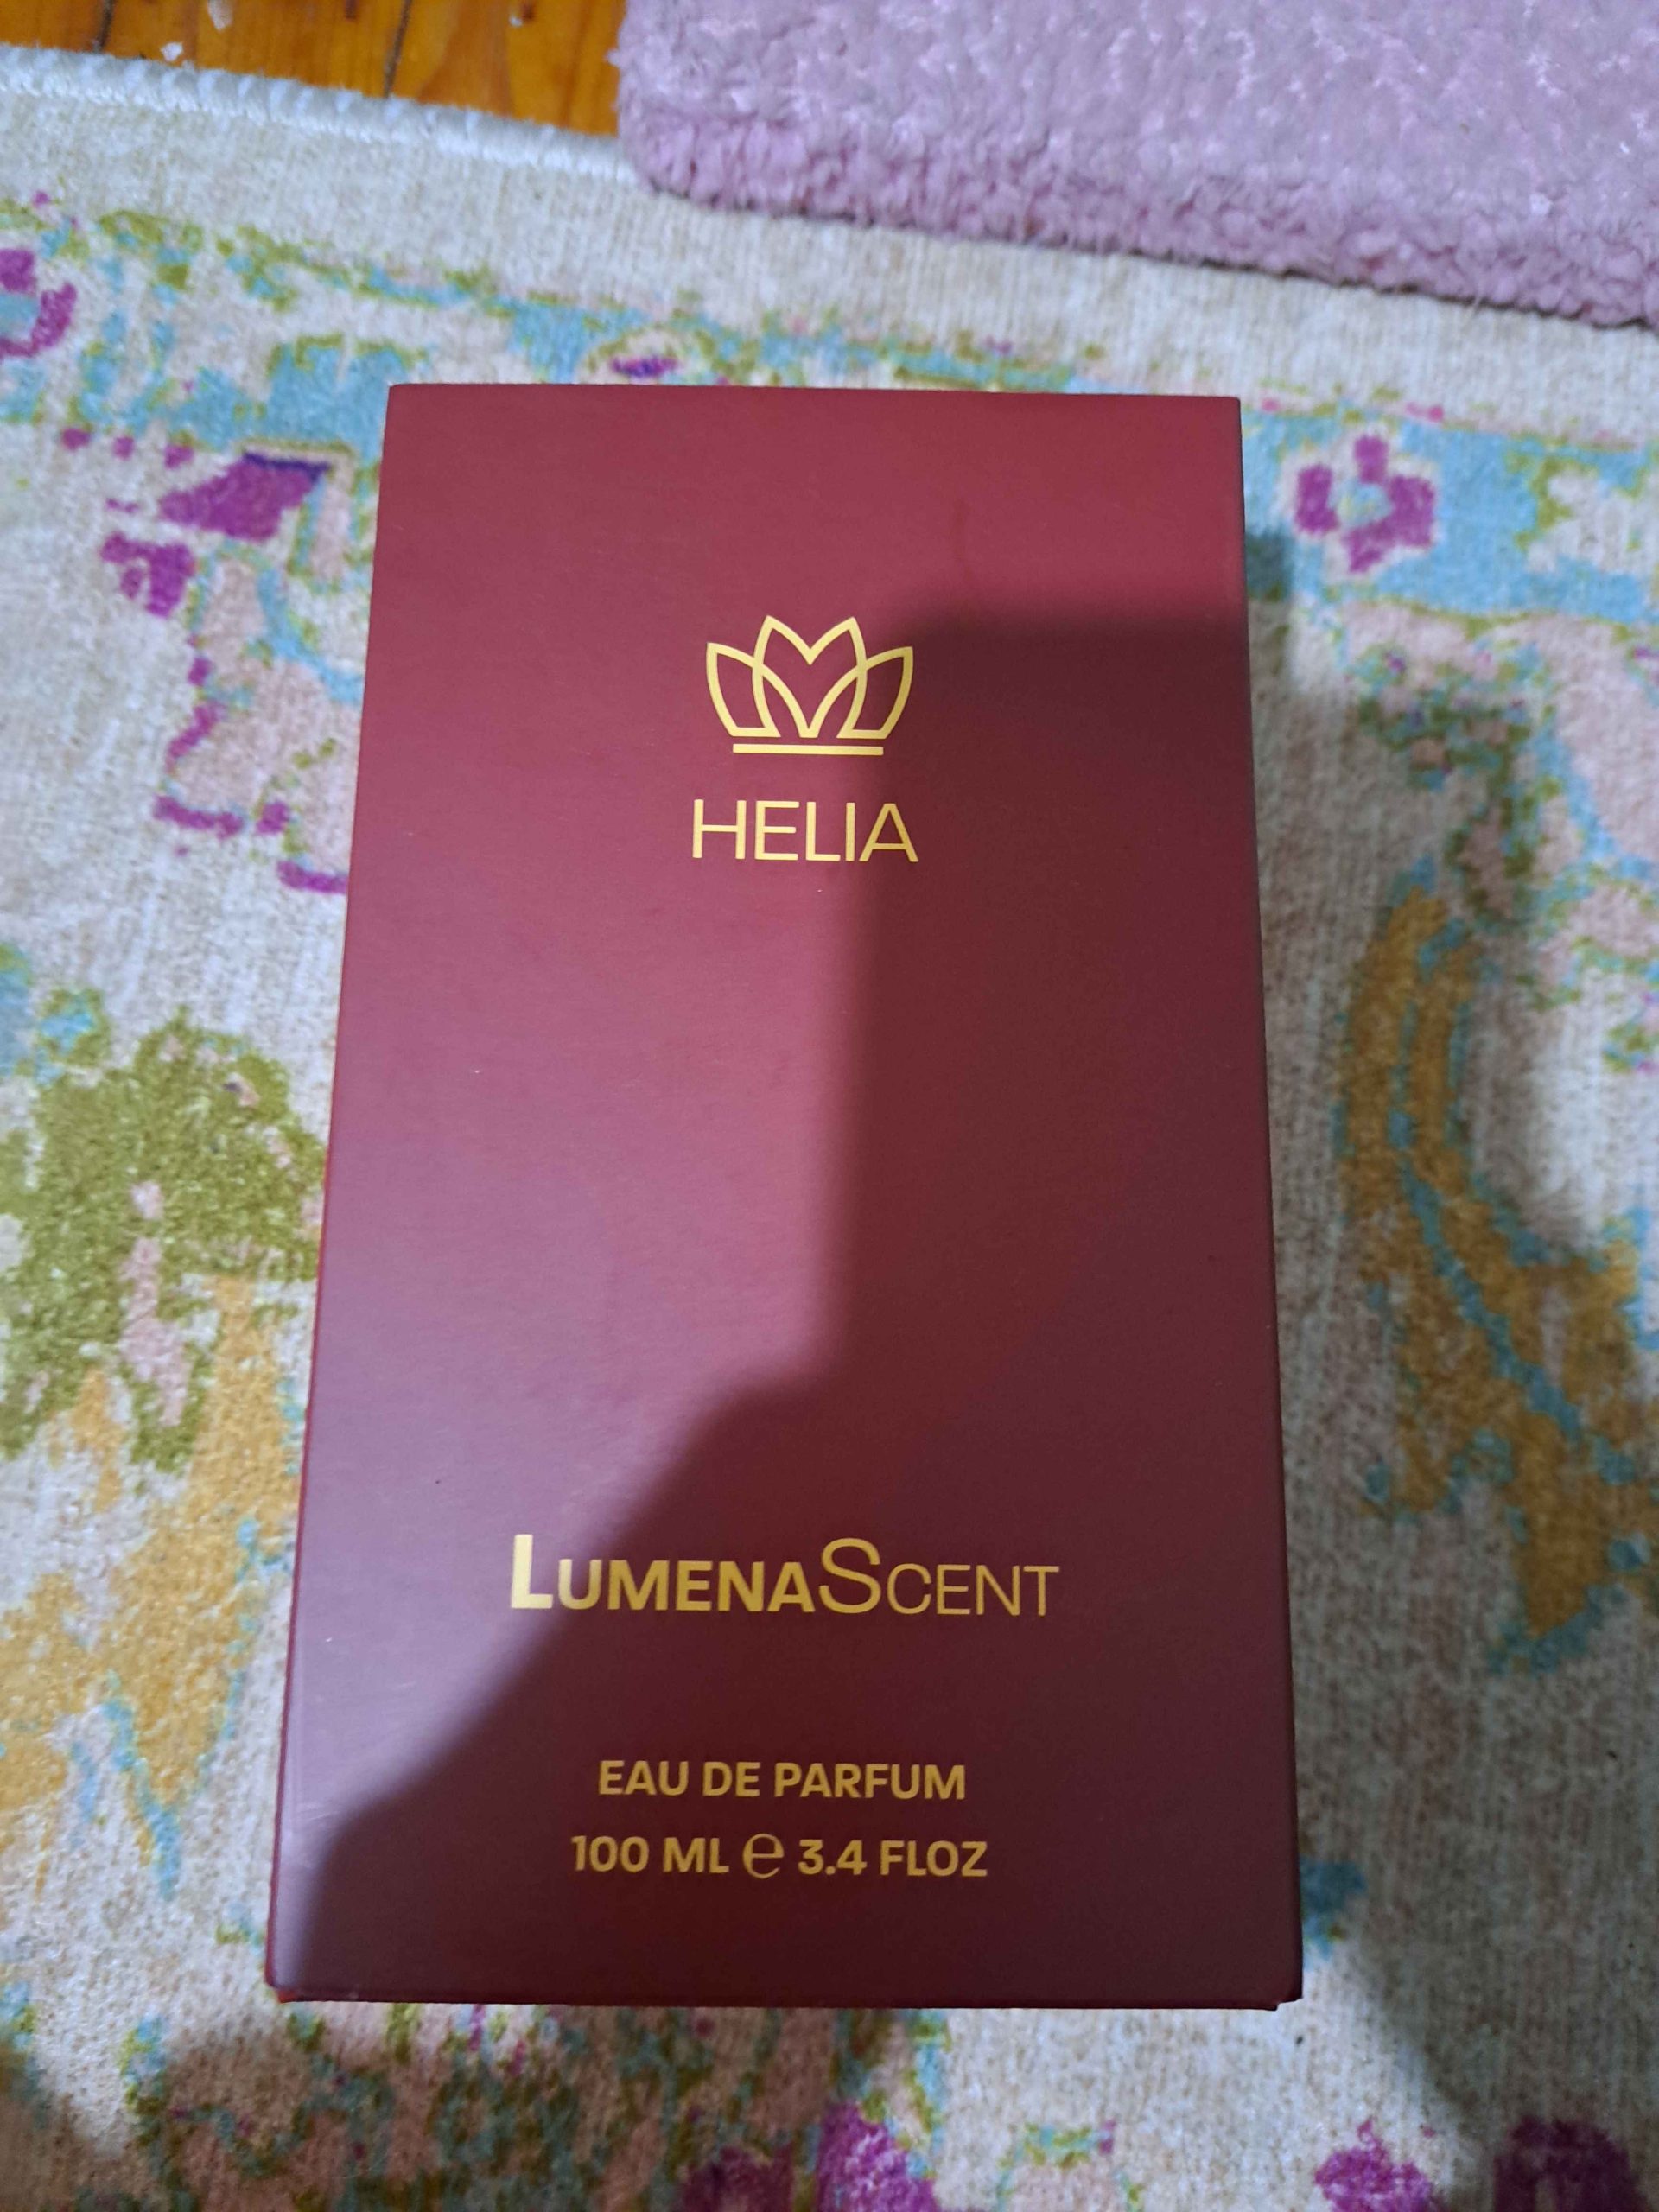 HELIA
LUMENASCENT
EAU DE PARFUM
100 ML ℮ 3.4 FLOZ